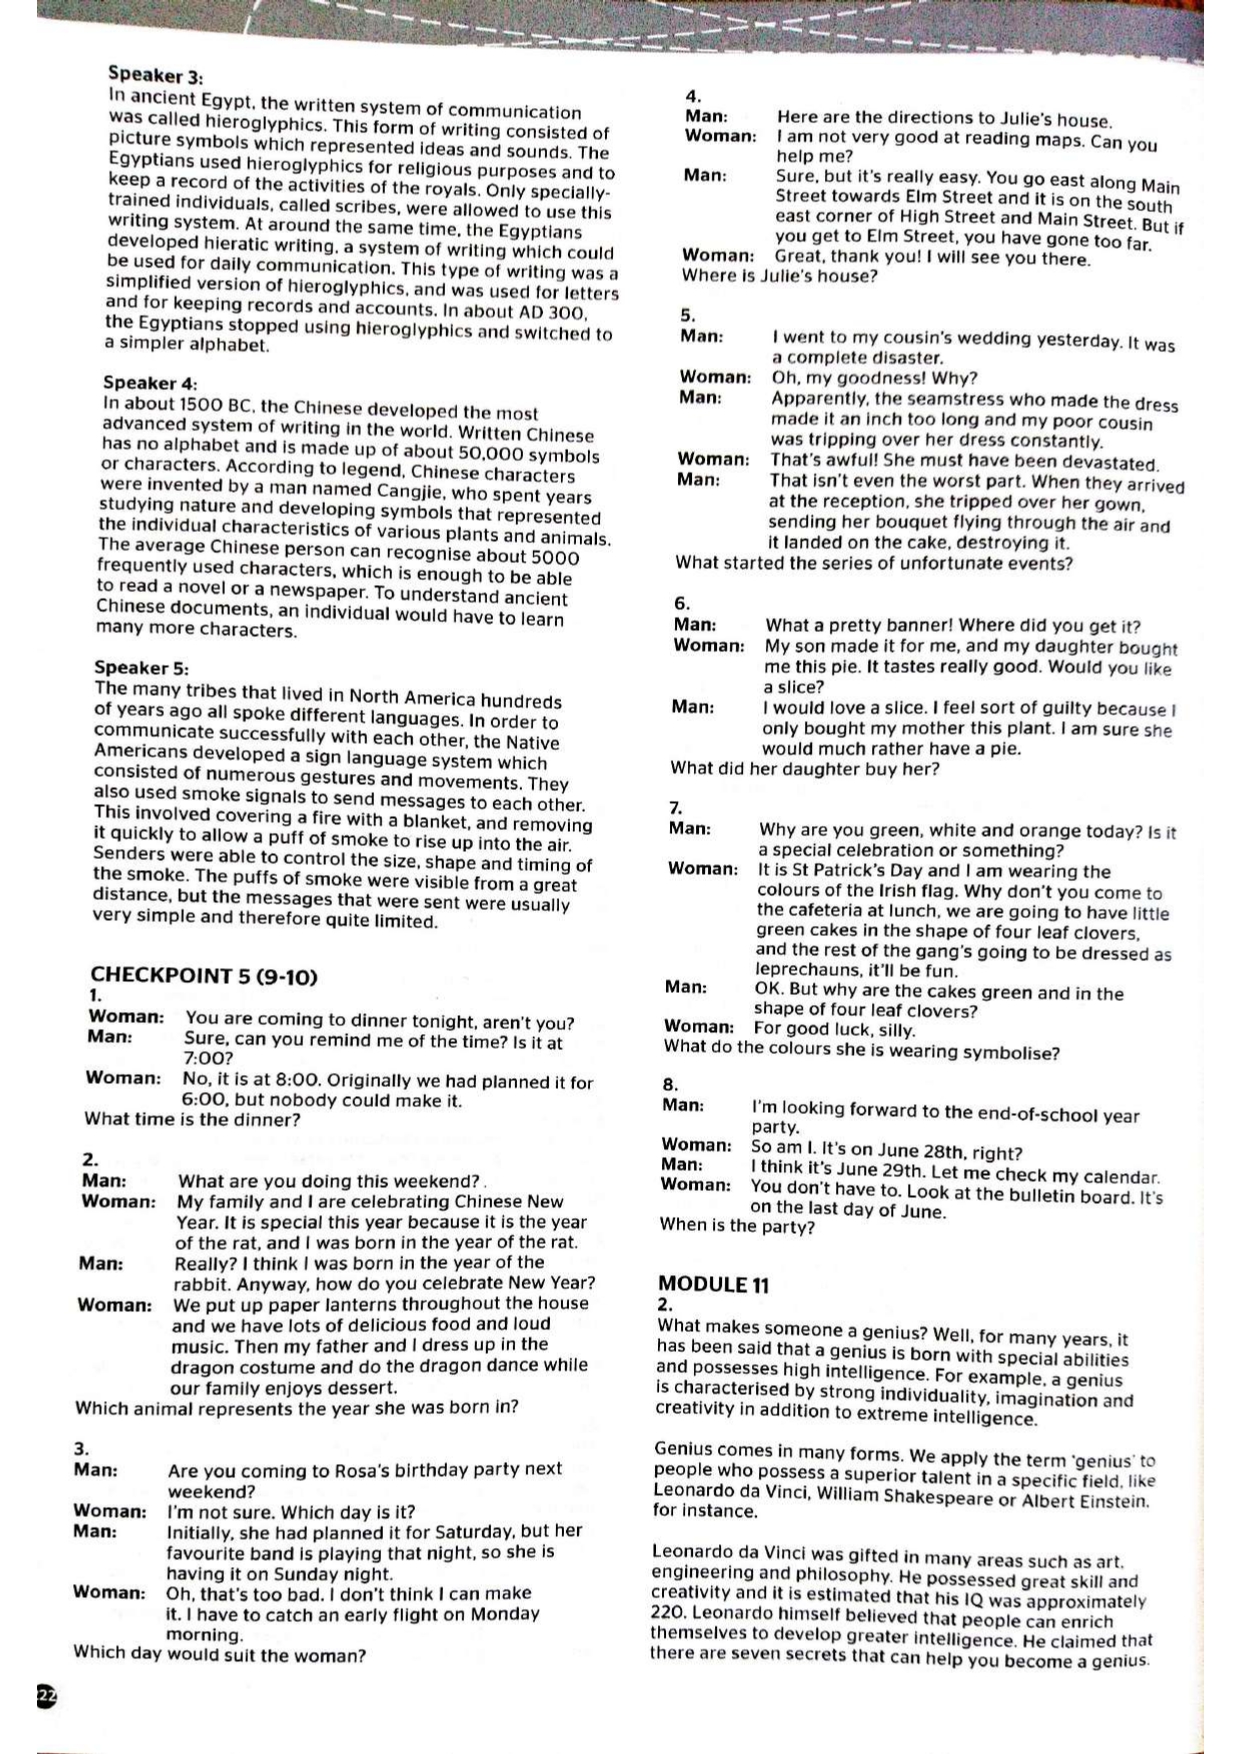 Speaker 3:
In ancient Egypt, the written system of communication
was called hieroglyphics. This form of writing consisted of
picture symbols which represented ideas and sounds. The
Egyptians used hieroglyphics for religious purposes and to
keep a record of the activities of the royals. Only specially-
trained individuals, called scribes, were allowed to use this
writing system. At around the same time, the Egyptians
developed hieratic writing, a system of writing which could
be used for daily communication. This type of writing was a
simplified version of hieroglyphics, and was used for letters
and for keeping records and accounts. In about AD 300,
the Egyptians stopped using hieroglyphics and switched to
a simpler alphabet.
Speaker 4:
In about 1500 BC, the Chinese developed the most
advanced system of writing in the world. Written Chinese
has no alphabet and is made up of about 50,000 symbols
or characters. According to legend, Chinese characters
were invented by a man named Cangjie, who spent years
studying nature and developing symbols that represented
the individual characteristics of various plants and animals.
The average Chinese person can recognise about 5000
frequently used characters, which is enough to be able
to read a novel or a newspaper. To understand ancient
Chinese documents, an individual would have to learn
many more characters.
Speaker 5:
The many tribes that lived in North America hundreds
of years ago all spoke different languages. In order to
communicate successfully with each other, the Native
Americans developed a sign language system which
consisted of numerous gestures and movements. They
also used smoke signals to send messages to each other.
This involved covering a fire with a blanket, and removing
it quickly to allow a puff of smoke to rise up into the air.
Senders were able to control the size, shape and timing of
the smoke. The puffs of smoke were visible from a great
distance, but the messages that were sent were usually
very simple and therefore quite limited.
CHECKPOINT 5 (9-10)
1.
Woman: You are coming to dinner tonight, aren't you?
Man: Sure, can you remind me of the time? Is it at
7:00?
Woman: No, it is at 8:00. Originally we had planned it for
6:00, but nobody could make it.
What time is the dinner?
2.
Man: What are you doing this weekend?
Woman: My family and I are celebrating Chinese New
Year. It is special this year because it is the year
of the rat, and I was born in the year of the rat.
Man: Really? I think I was born in the year of the
rabbit. Anyway, how do you celebrate New Year?
Woman: We put up paper lanterns throughout the house
and we have lots of delicious food and loud
music. Then my father and I dress up in the
dragon costume and do the dragon dance while
our family enjoys dessert.
Which animal represents the year she was born in?
3.
Man: Are you coming to Rosa's birthday party next
weekend?
Woman: I'm not sure. Which day is it?
Man: Initially, she had planned it for Saturday, but her
favourite band is playing that night, so she is
having it on Sunday night.
Woman: Oh, that's too bad. I don't think I can make
it. I have to catch an early flight on Monday
morning.
Which day would suit the woman?
22
4.
Man: Here are the directions to Julie's house.
Woman: I am not very good at reading maps. Can you
help me?
Man: Sure, but it's really easy. You go east along Main
Street towards Elm Street and it is on the south
east corner of High Street and Main Street. But if
you get to Elm Street, you have gone too far.
Woman: Great, thank you! I will see you there.
Where is Julie's house?
5.
Man: I went to my cousin's wedding yesterday. It was
a complete disaster.
Woman: Oh, my goodness! Why?
Man: Apparently, the seamstress who made the dress
made it an inch too long and my poor cousin
was tripping over her dress constantly.
Woman: That's awful! She must have been devastated.
Man: That isn't even the worst part. When they arrived
at the reception, she tripped over her gown,
sending her bouquet flying through the air and
it landed on the cake, destroying it.
What started the series of unfortunate events?
6.
Man: What a pretty banner! Where did you get it?
Woman: My son made it for me, and my daughter bought
me this pie. It tastes really good. Would you like
a slice?
Man: I would love a slice. I feel sort of guilty because I
only bought my mother this plant. I am sure she
would much rather have a pie.
What did her daughter buy her?
7.
Man: Why are you green, white and orange today? Is it
a special celebration or something?
Woman: It is St Patrick's Day and I am wearing the
colours of the Irish flag. Why don't you come to
the cafeteria at lunch, we are going to have little
green cakes in the shape of four leaf clovers,
and the rest of the gang's going to be dressed as
leprechauns, it'll be fun.
Man: OK. But why are the cakes green and in the
shape of four leaf clovers?
Woman: For good luck, silly.
What do the colours she is wearing symbolise?
8.
Man: I'm looking forward to the end-of-school year
party.
Woman: So am I. It's on June 28th, right?
Man: I think it's June 29th. Let me check my calendar.
Woman: You don't have to. Look at the bulletin board. It's
on the last day of June.
When is the party?
MODULE 11
2.
What makes someone a genius? Well, for many years, it
has been said that a genius is born with special abilities
and possesses high intelligence. For example, a genius
is characterised by strong individuality, imagination and
creativity in addition to extreme intelligence.
Genius comes in many forms. We apply the term 'genius' to
people who possess a superior talent in a specific field, like
Leonardo da Vinci, William Shakespeare or Albert Einstein,
for instance.
Leonardo da Vinci was gifted in many areas such as art,
engineering and philosophy. He possessed great skill and
creativity and it is estimated that his IQ was approximately
220. Leonardo himself believed that people can enrich
themselves to develop greater intelligence. He claimed that
there are seven secrets that can help you become a genius.